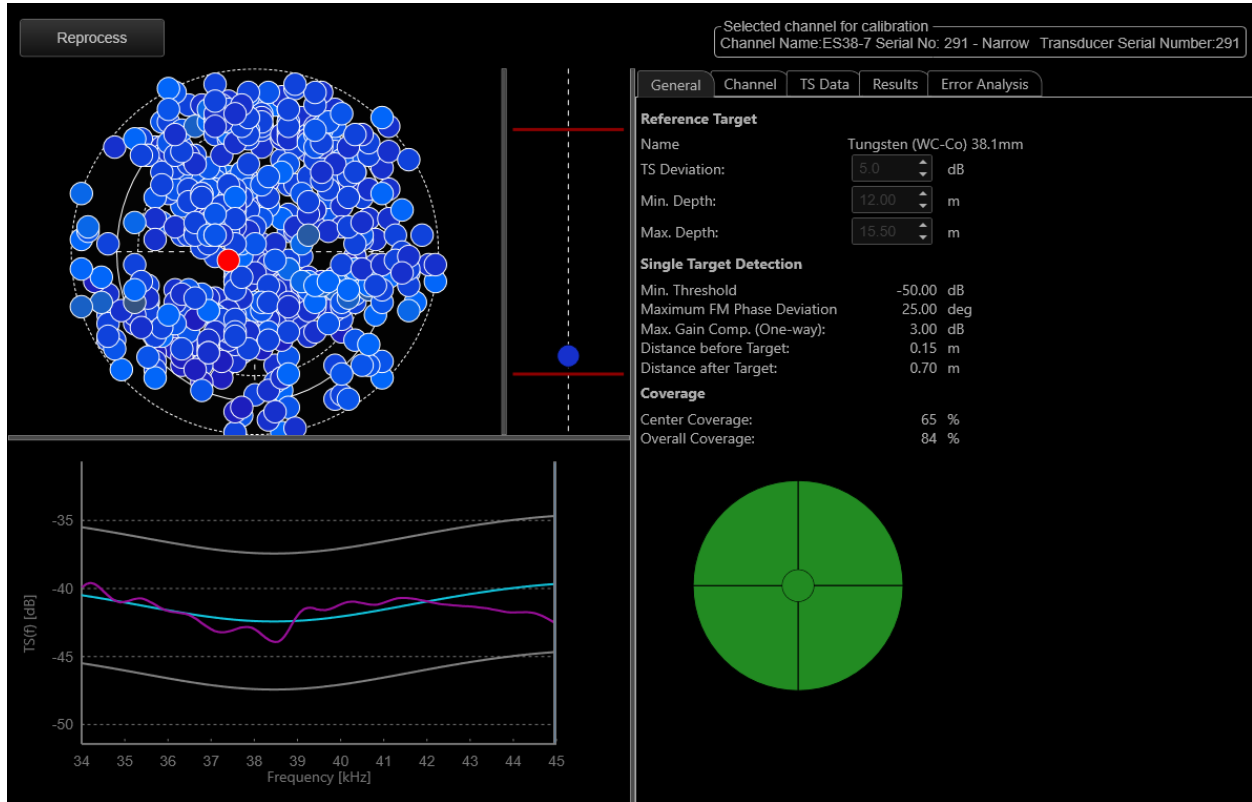 Reprocess
Selected channel for calibration
Channel Name:ES38-7 Serial No: 291 - Narrow Transducer Serial Number:291
General Channel TS Data Results Error Analysis
Reference Target
Name Tungsten (WC-Co) 38.1mm
TS Deviation: 5.0 dB
Min. Depth: 12.00 m
Max. Depth: 15.50 m
Single Target Detection
Min. Threshold -50.00 dB
Maximum FM Phase Deviation 25.00 deg
Max. Gain Comp. (One-way): 3.00 dB
Distance before Target: 0.15 m
Distance after Target: 0.70 m
Coverage
Center Coverage: 65 %
Overall Coverage: 84 %
-35
-40
-45
-50
TS(f) [dB]
34 35 36 37 38 39 40 41 42 43 44 45
Frequency [kHz]